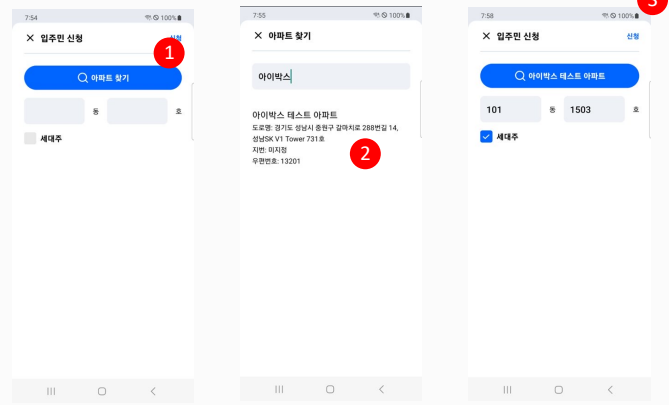 7:54
100%
입주민 신청
신청
1
아파트 찾기
동
호
세대주
7:55
100%
아파트 찾기
아이박스
아이박스 테스트 아파트
도로명: 경기도 성남시 중원구 갈마치로 288번길 14,
성남SK V1 Tower 731호
지번: 미지정
우편번호: 13201
2
3
7:58
100%
입주민 신청
신청
아이박스 테스트 아파트
101
동
1503
호
세대주